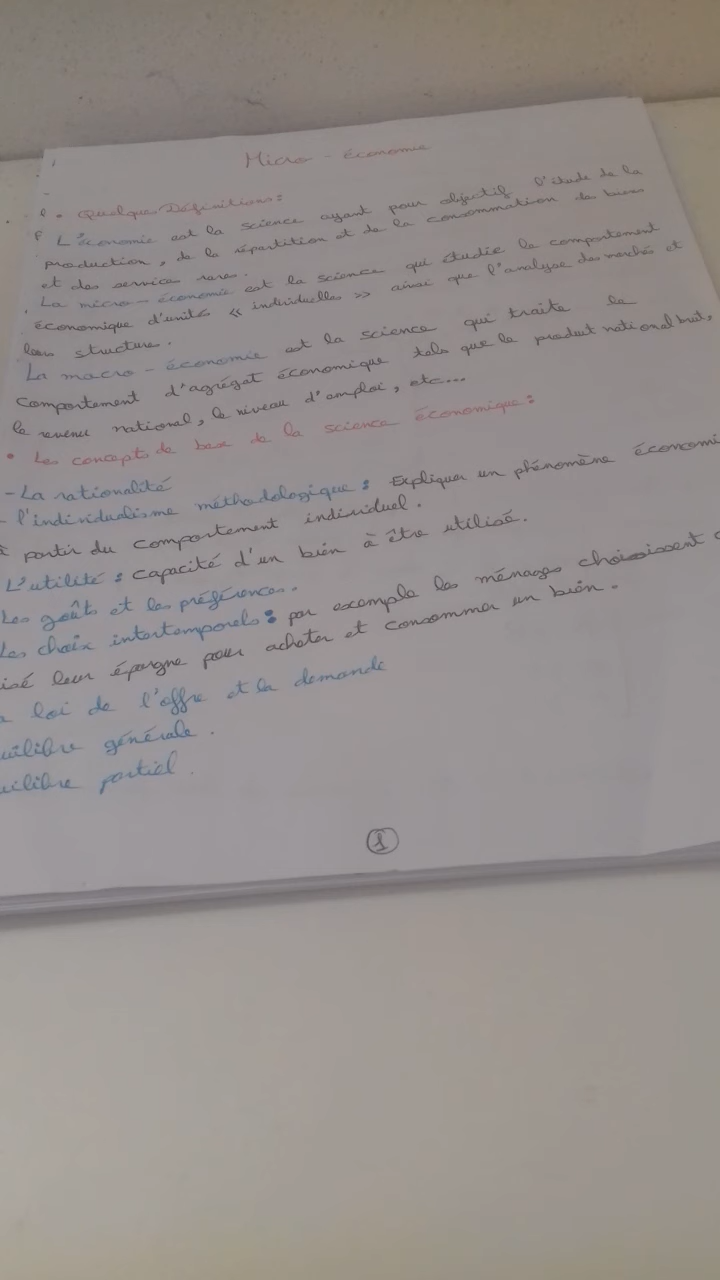 Micro - économie
• Quelque Définitions :
L'économie est la science ayant pour objectif l'étude de la
production, de la répartition et de la consommation de biens
et des service rares.
. La micro-économie est la science qui étudie le comportement
économique d'unités « individuelles » ainsi que l'analyse des marchés et
leur structure.
La macro-économie est la science qui traite le
comportement d'agrégat économique tels que le produit national brut,
le revenu national, le niveau d'emploi, etc...
• Les concepts de base de la science économique :
- La rationalité
- l'individualisme méthodologique : Expliquer un phénomène économi
à partir du comportement individuel.
L'utilité : capacité d'un bien à être utilisé.
Les goûts et les préférences.
Les choix intertemporels : par exemple les ménages choisissent
isé leur épargne pour acheter et consommer un bien.
a loi de l'offre et la demande
uilibre générale.
uilibre partiel.
1